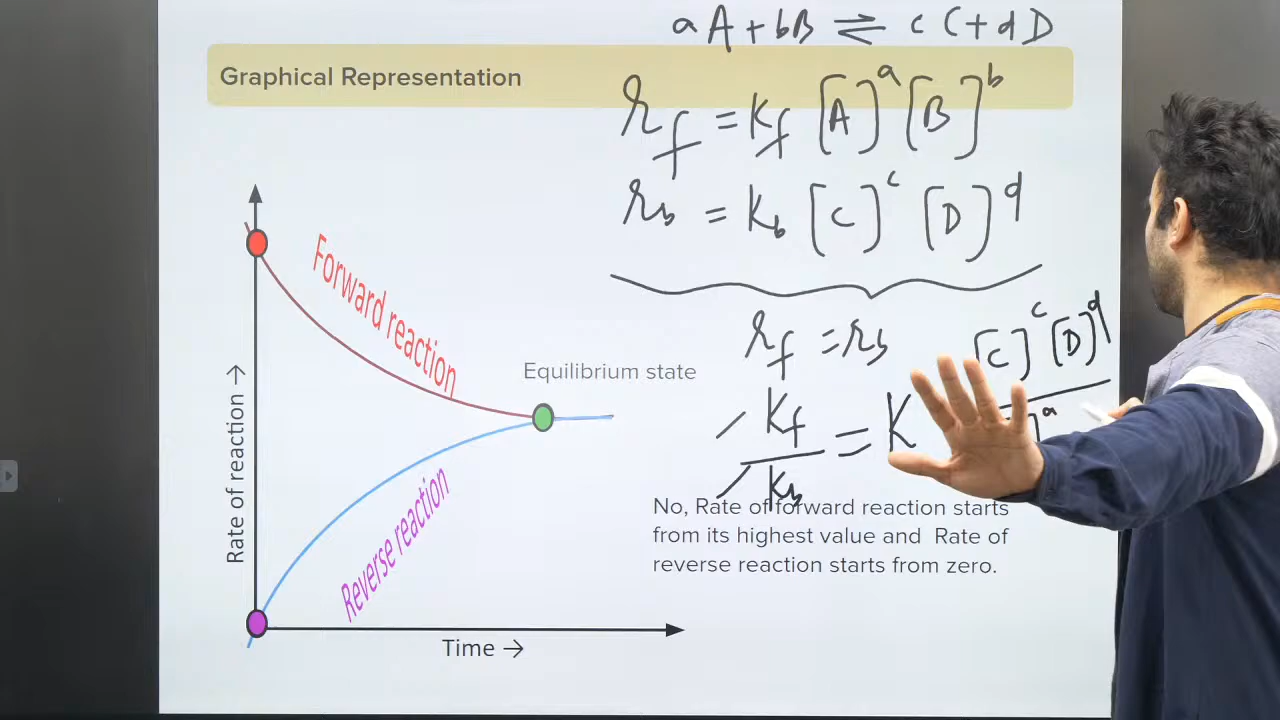 aA + bB ⇌ cC + dD
Graphical Representation
r_f = K_f [A]^a [B]^b
r_b = K_b [C]^c [D]^d
Forward reaction
r_f = r_b
[C]^c [D]^d
Equilibrium state
K_f / K_b = K
a
Rate of reaction →
Reverse reaction
No, Rate of forward reaction starts
from its highest value and Rate of
reverse reaction starts from zero.
Time →